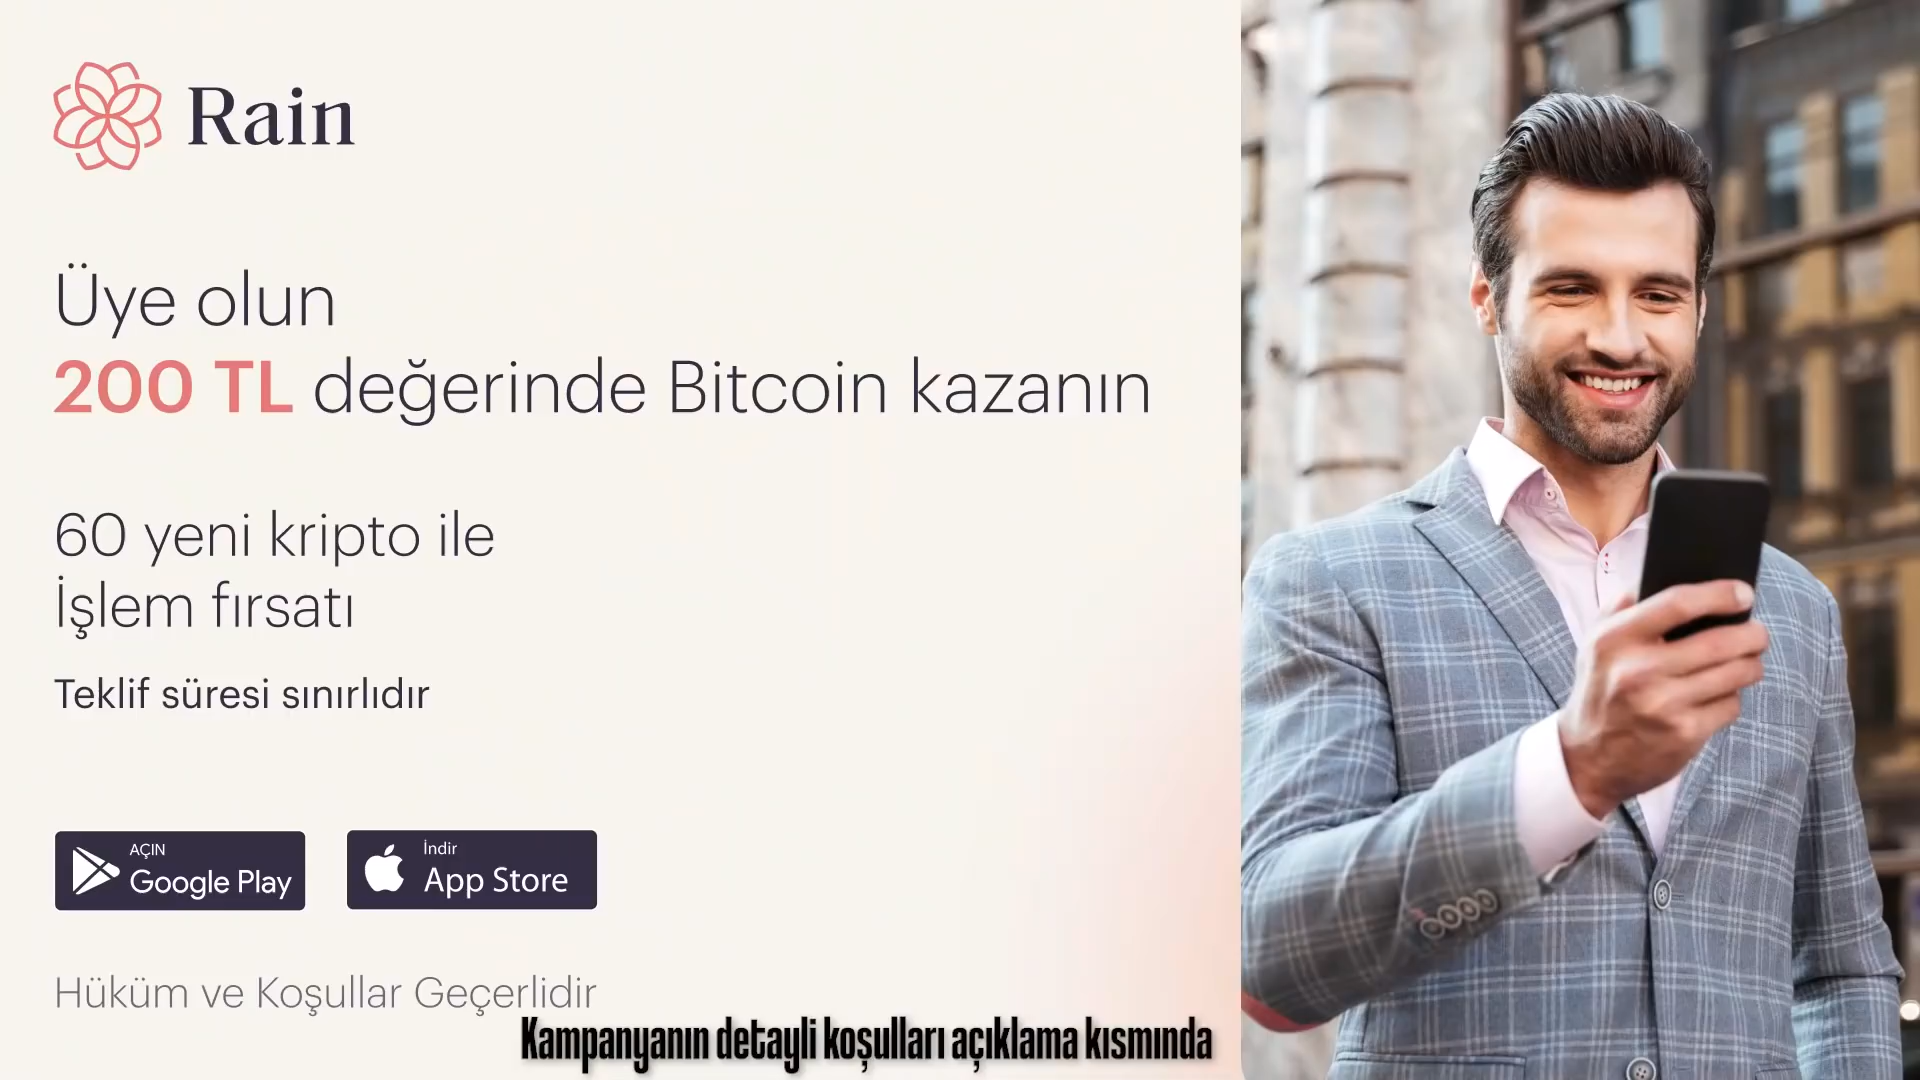 Rain
Üye olun
200 TL değerinde Bitcoin kazanın
60 yeni kripto ile
İşlem fırsatı
Teklif süresi sınırlıdır
AÇIN
Google Play
İndir
App Store
Hüküm ve Koşullar Geçerlidir
Kampanyanın detayli koşulları açıklama kısmında